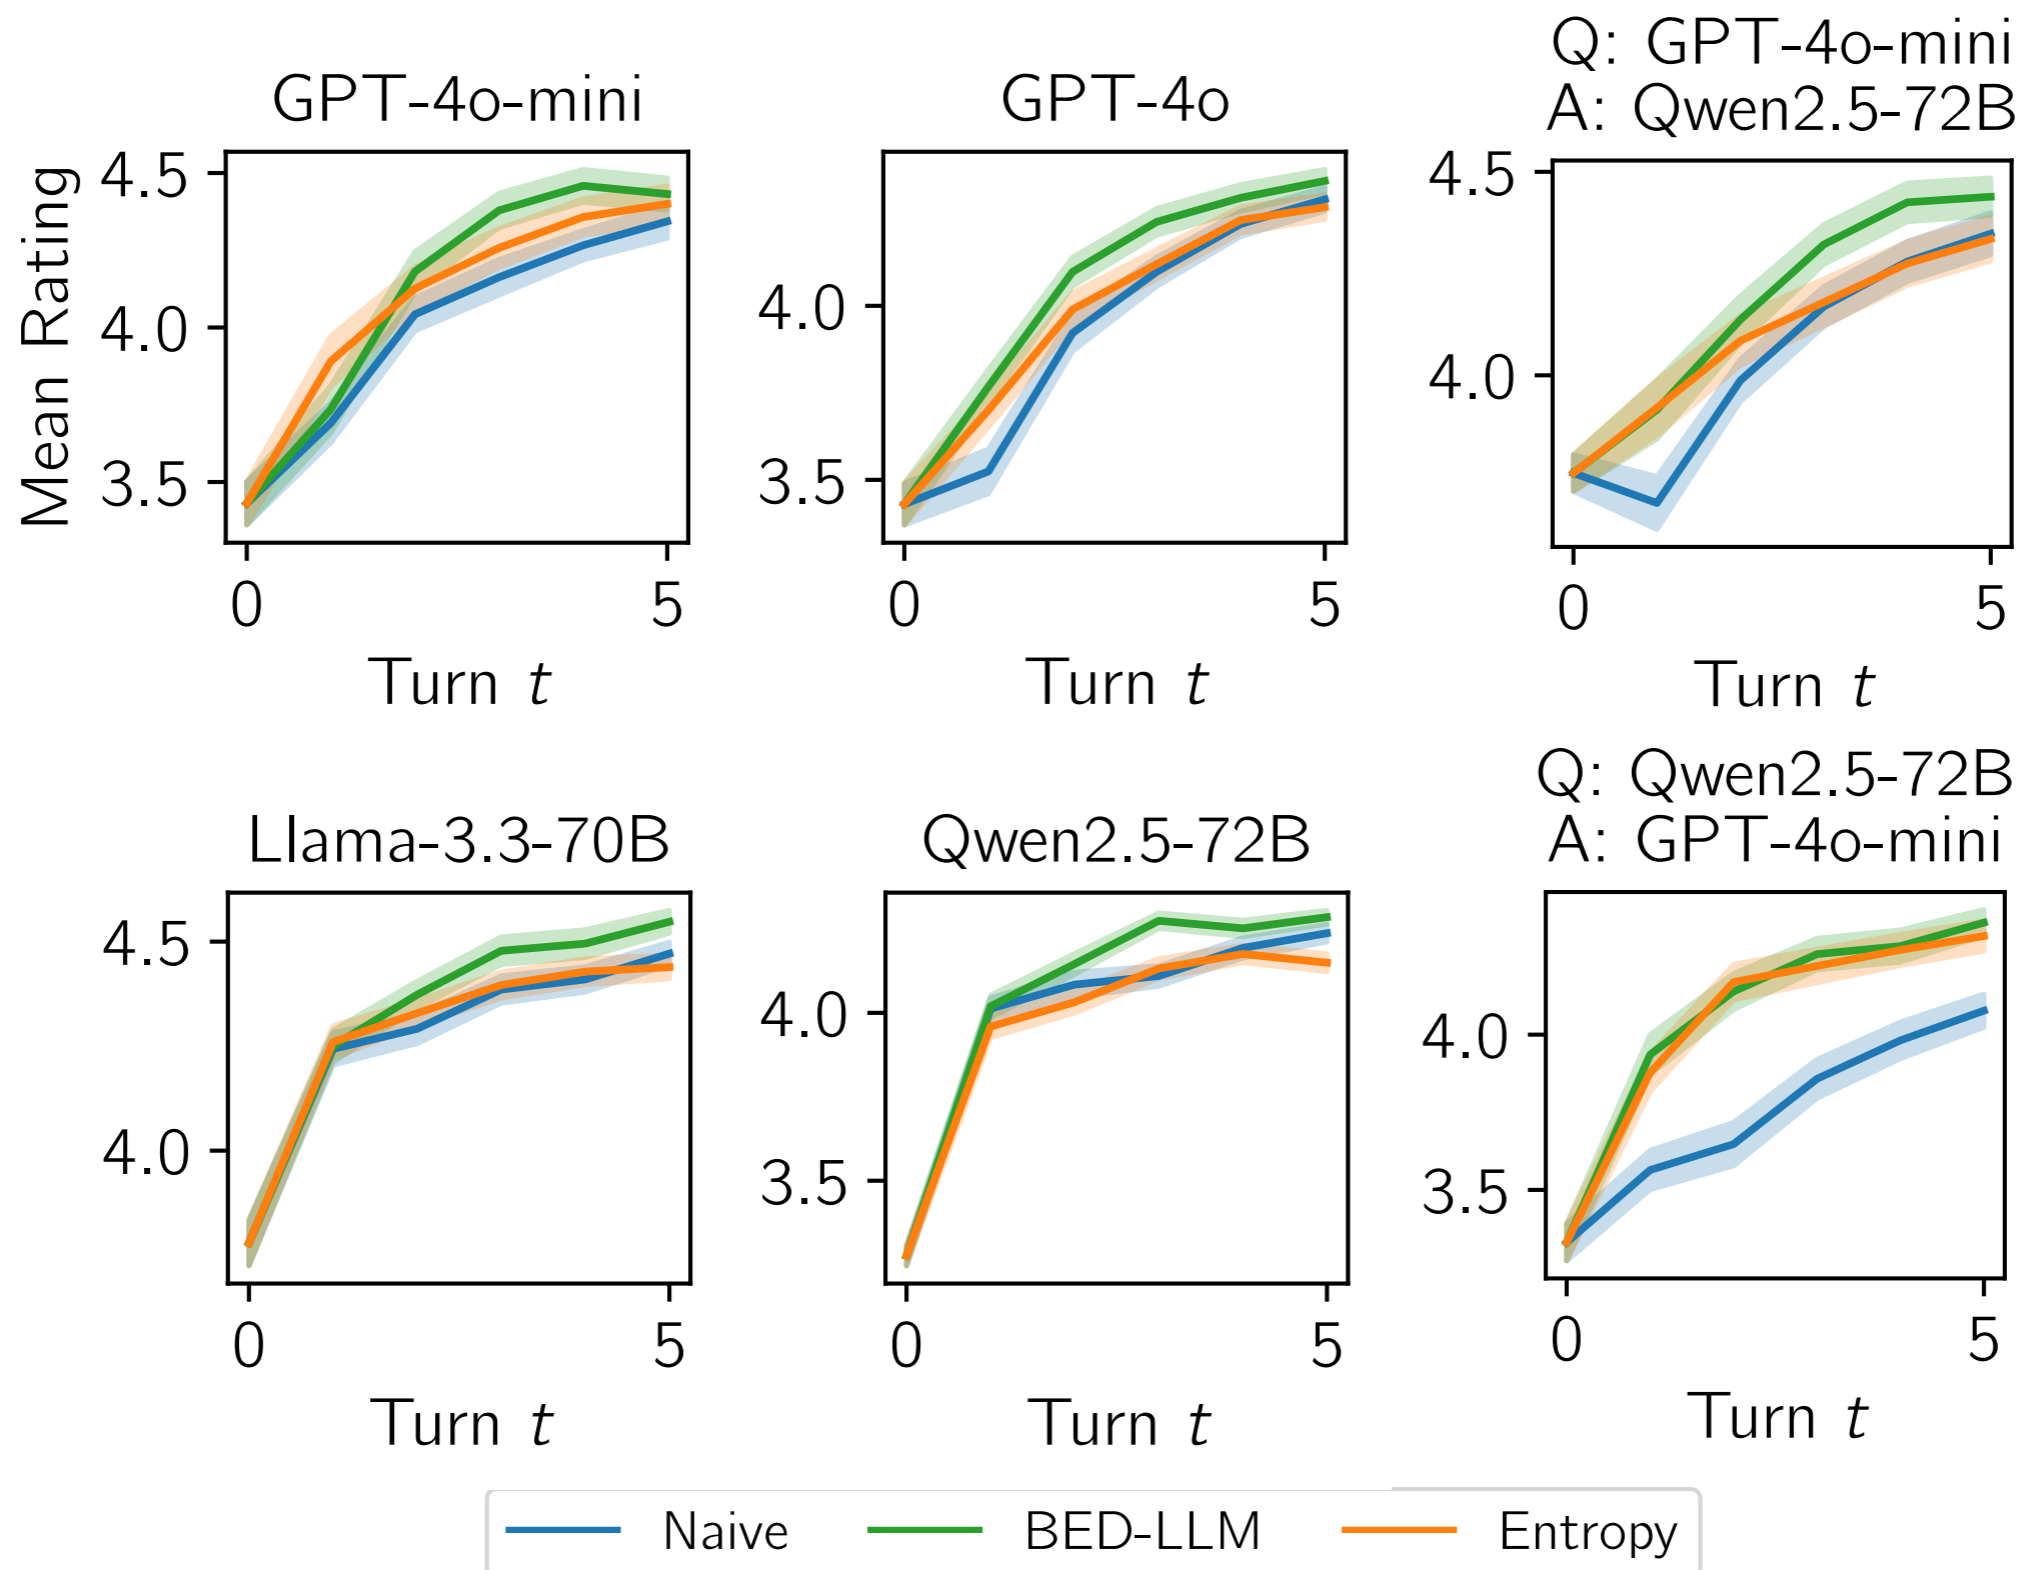 Q: GPT-4o-mini
GPT-4o-mini GPT-4o A: Qwen2.5-72B
Mean Rating
4.5
4.0
3.5
0 5
Turn t
4.0
3.5
0 5
Turn t
4.5
4.0
0 5
Turn t
Q: Qwen2.5-72B
Llama-3.3-70B Qwen2.5-72B A: GPT-4o-mini
4.5
4.0
0 5
Turn t
4.0
3.5
0 5
Turn t
4.0
3.5
0 5
Turn t
Naive BED-LLM Entropy